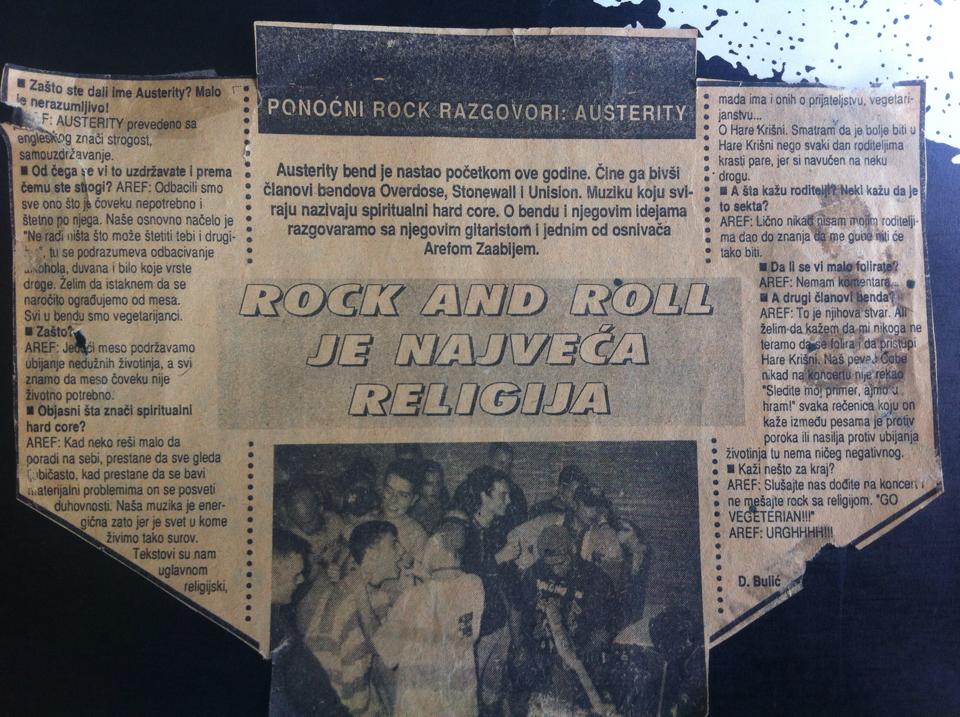 PONOĆNI ROCK RAZGOVORI: AUSTERITY
Austerity bend je nastao početkom ove godine. Čine ga bivši
članovi bendova Overdose, Stonewall i Unision. Muziku koju svi-
raju nazivaju spiritualni hard core. O bendu i njegovim idejama
razgovaramo sa njegovim gitaristom i jednim od osnivača
Arefom Zaabijem.
ROCK AND ROLL
JE NAJVEĆA
RELIGIJA
■ Zašto ste dali ime Austerity? Malo
je nerazumljivo!
F: AUSTERITY prevedeno sa
engleskog znači strogost,
samouzdržavanje.
■ Od čega se vi to uzdržavate i prema
čemu ste strogi? AREF: Odbacili smo
sve ono što je čoveku nepotrebno i
štetno po njega. Naše osnovno načelo je
"Ne radi ništa što može štetiti tebi i drugi-
tu se podrazumeva odbacivanje
alkohola, duvana i bilo koje vrste
droge. Želim da istaknem da se
naročito ograđujemo od mesa.
Svi u bendu smo vegetarijanci.
■ Zašto?
AREF: Jedući meso podržavamo
ubijanje nedužnih životinja, a svi
znamo da meso čoveku nije
životno potrebno.
■ Objasni šta znači spiritualni
hard core?
AREF: Kad neko reši malo da
poradi na sebi, prestane da sve gleda
ljubičasto, kad prestane da se bavi
materijalni problemima on se posveti
duhovnosti. Naša muzika je ener-
gična zato jer je svet u kome
živimo tako surov.
Tekstovi su nam
uglavnom
religijski,
mada ima i onih o prijateljstvu, vegetari-
janstvu...
O Hare Krišni. Smatram da je bolje biti u
Hare Krišni nego svaki dan roditeljima
krasti pare, jer si navučen na neku
drogu.
■ A šta kažu roditelji? Neki kažu da je
to sekta?
AREF: Lično nikad nisam mojim roditelji-
ma dao do znanja da me gube niti će
tako biti.
■ Da li se vi malo folirate?
AREF: Nemam komentara...
■ A drugi članovi benda?
AREF: To je njihova stvar. Ali
želim da kažem da mi nikoga ne
teramo da se folira i da pristupi
Hare Krišni. Naš pevač Čobe
nikad na koncertu nije rekao
"Sledite moj primer, ajmo u
hram!" svaka rečenica koju on
kaže između pesama je protiv
poroka ili nasilja protiv ubijanja
životinja tu nema ničeg negativnog.
■ Kaži nešto za kraj?
AREF: Slušajte nas dođite na koncert i
ne mešajte rock sa religijom. "GO
VEGETERIAN!!!"
AREF: URGHHHH!!!
D. Bulić